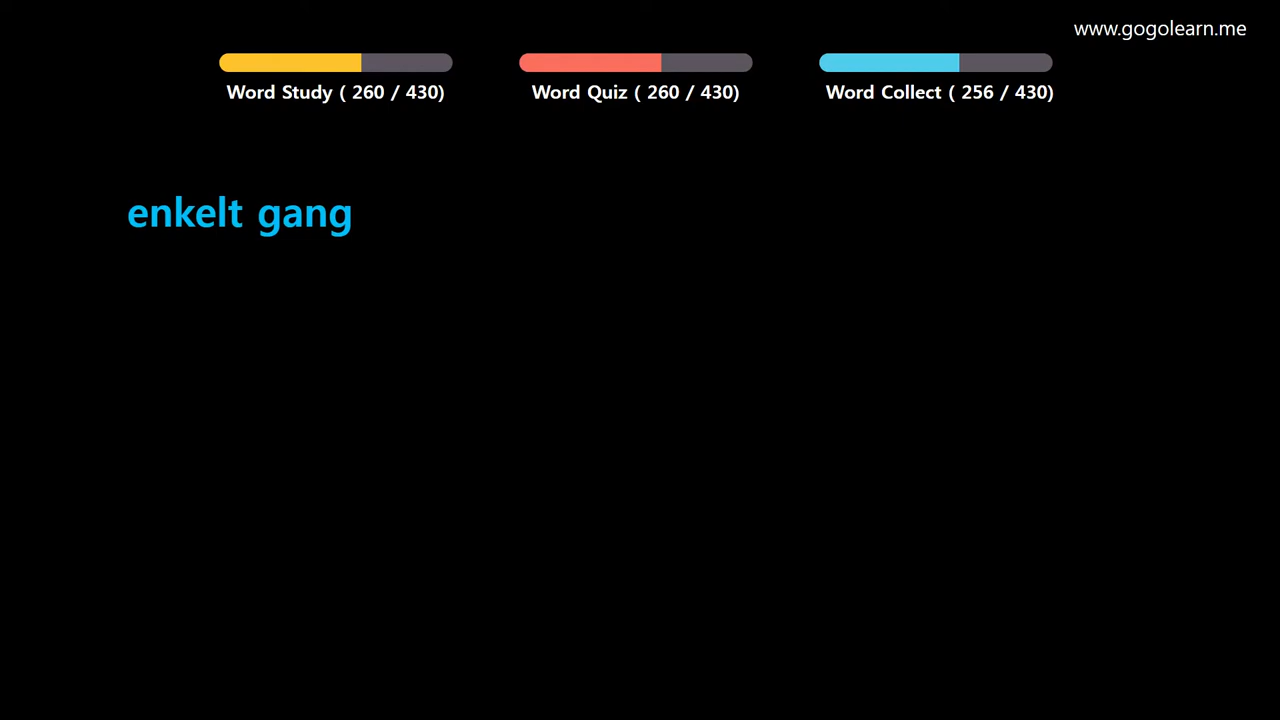 www.gogolearn.me
Word Study ( 260 / 430)
Word Quiz ( 260 / 430)
Word Collect ( 256 / 430)
enkelt gang